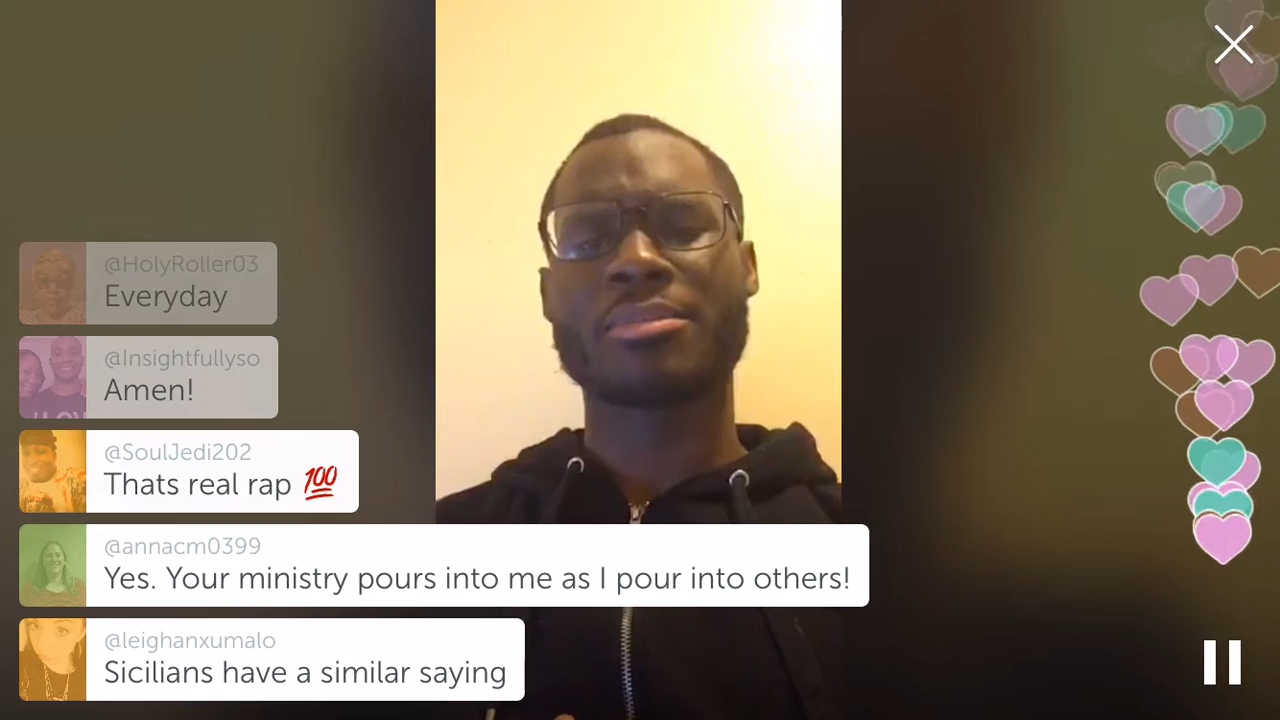 @HolyRoller03
Everyday
@Insightfullyso
Amen!
@SoulJedi202
Thats real rap 💯
@annacm0399
Yes. Your ministry pours into me as I pour into others!
@leighanxumalo
Sicilians have a similar saying